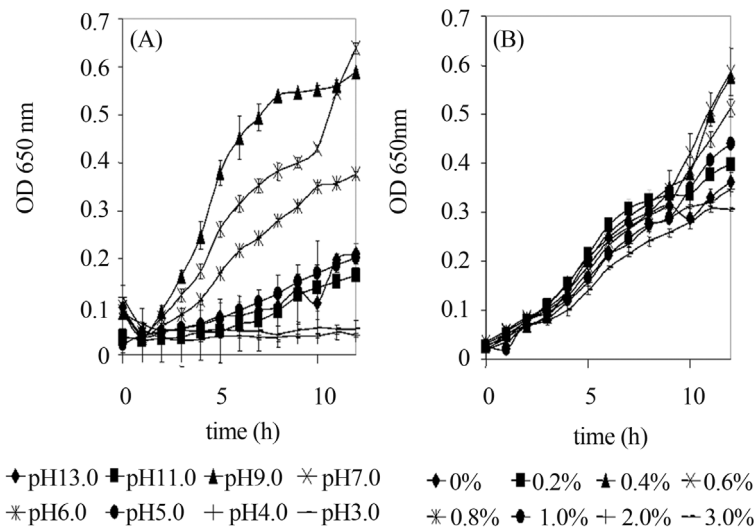 (A)
0.7
0.6
0.5
0.4
0.3
0.2
0.1
0
OD 650 nm
0 5 10
time (h)
pH13.0 pH11.0 pH9.0 pH7.0
pH6.0 pH5.0 pH4.0 pH3.0
(B)
0.7
0.6
0.5
0.4
0.3
0.2
0.1
0
OD 650nm
0 5 10
time (h)
0% 0.2% 0.4% 0.6%
0.8% 1.0% 2.0% 3.0%